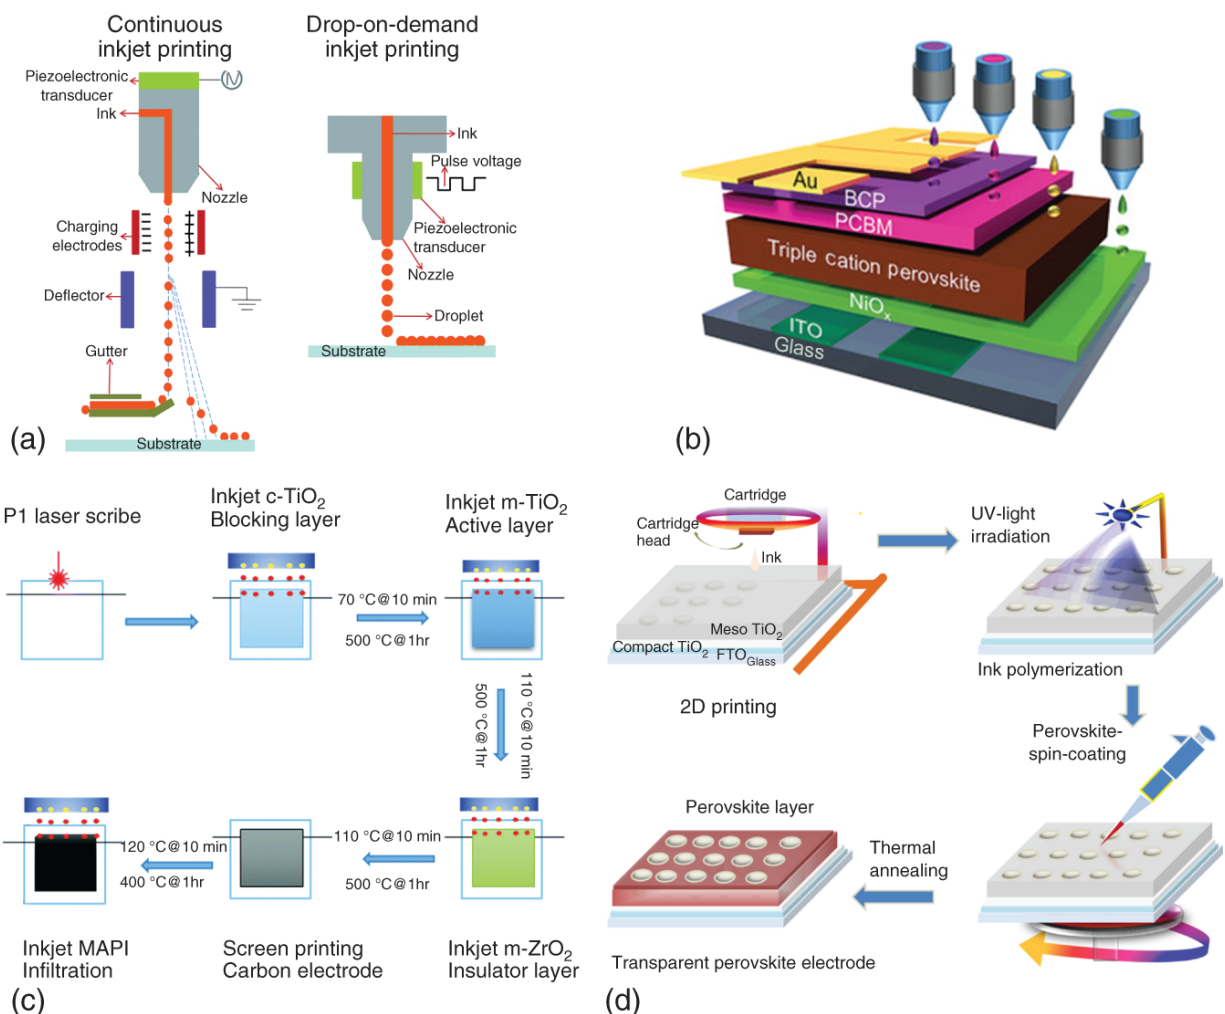 Continuous
inkjet printing
Piezoelectronic
transducer
Ink
Nozzle
Charging
electrodes
Deflector
Gutter
Substrate
(a)
Drop-on-demand
inkjet printing
Ink
Pulse voltage
Piezoelectronic
transducer
Nozzle
Droplet
Substrate
Au
BCP
PCBM
Triple cation perovskite
NiOₓ
ITO
Glass
(b)
P1 laser scribe
Inkjet c-TiO₂
Blocking layer
70 °C@10 min
500 °C@1hr
Inkjet m-TiO₂
Active layer
110 °C@10 min
500 °C@1hr
110 °C@10 min
500 °C@1hr
120 °C@10 min
400 °C@1hr
Inkjet MAPI
Infiltration
Screen printing
Carbon electrode
Inkjet m-ZrO₂
Insulator layer
(c)
Cartridge
Cartridge
head
Ink
Meso TiO₂
Compact TiO₂
FTO Glass
2D printing
UV-light
irradiation
Ink polymerization
Perovskite-
spin-coating
Thermal
annealing
Perovskite layer
Transparent perovskite electrode
(d)